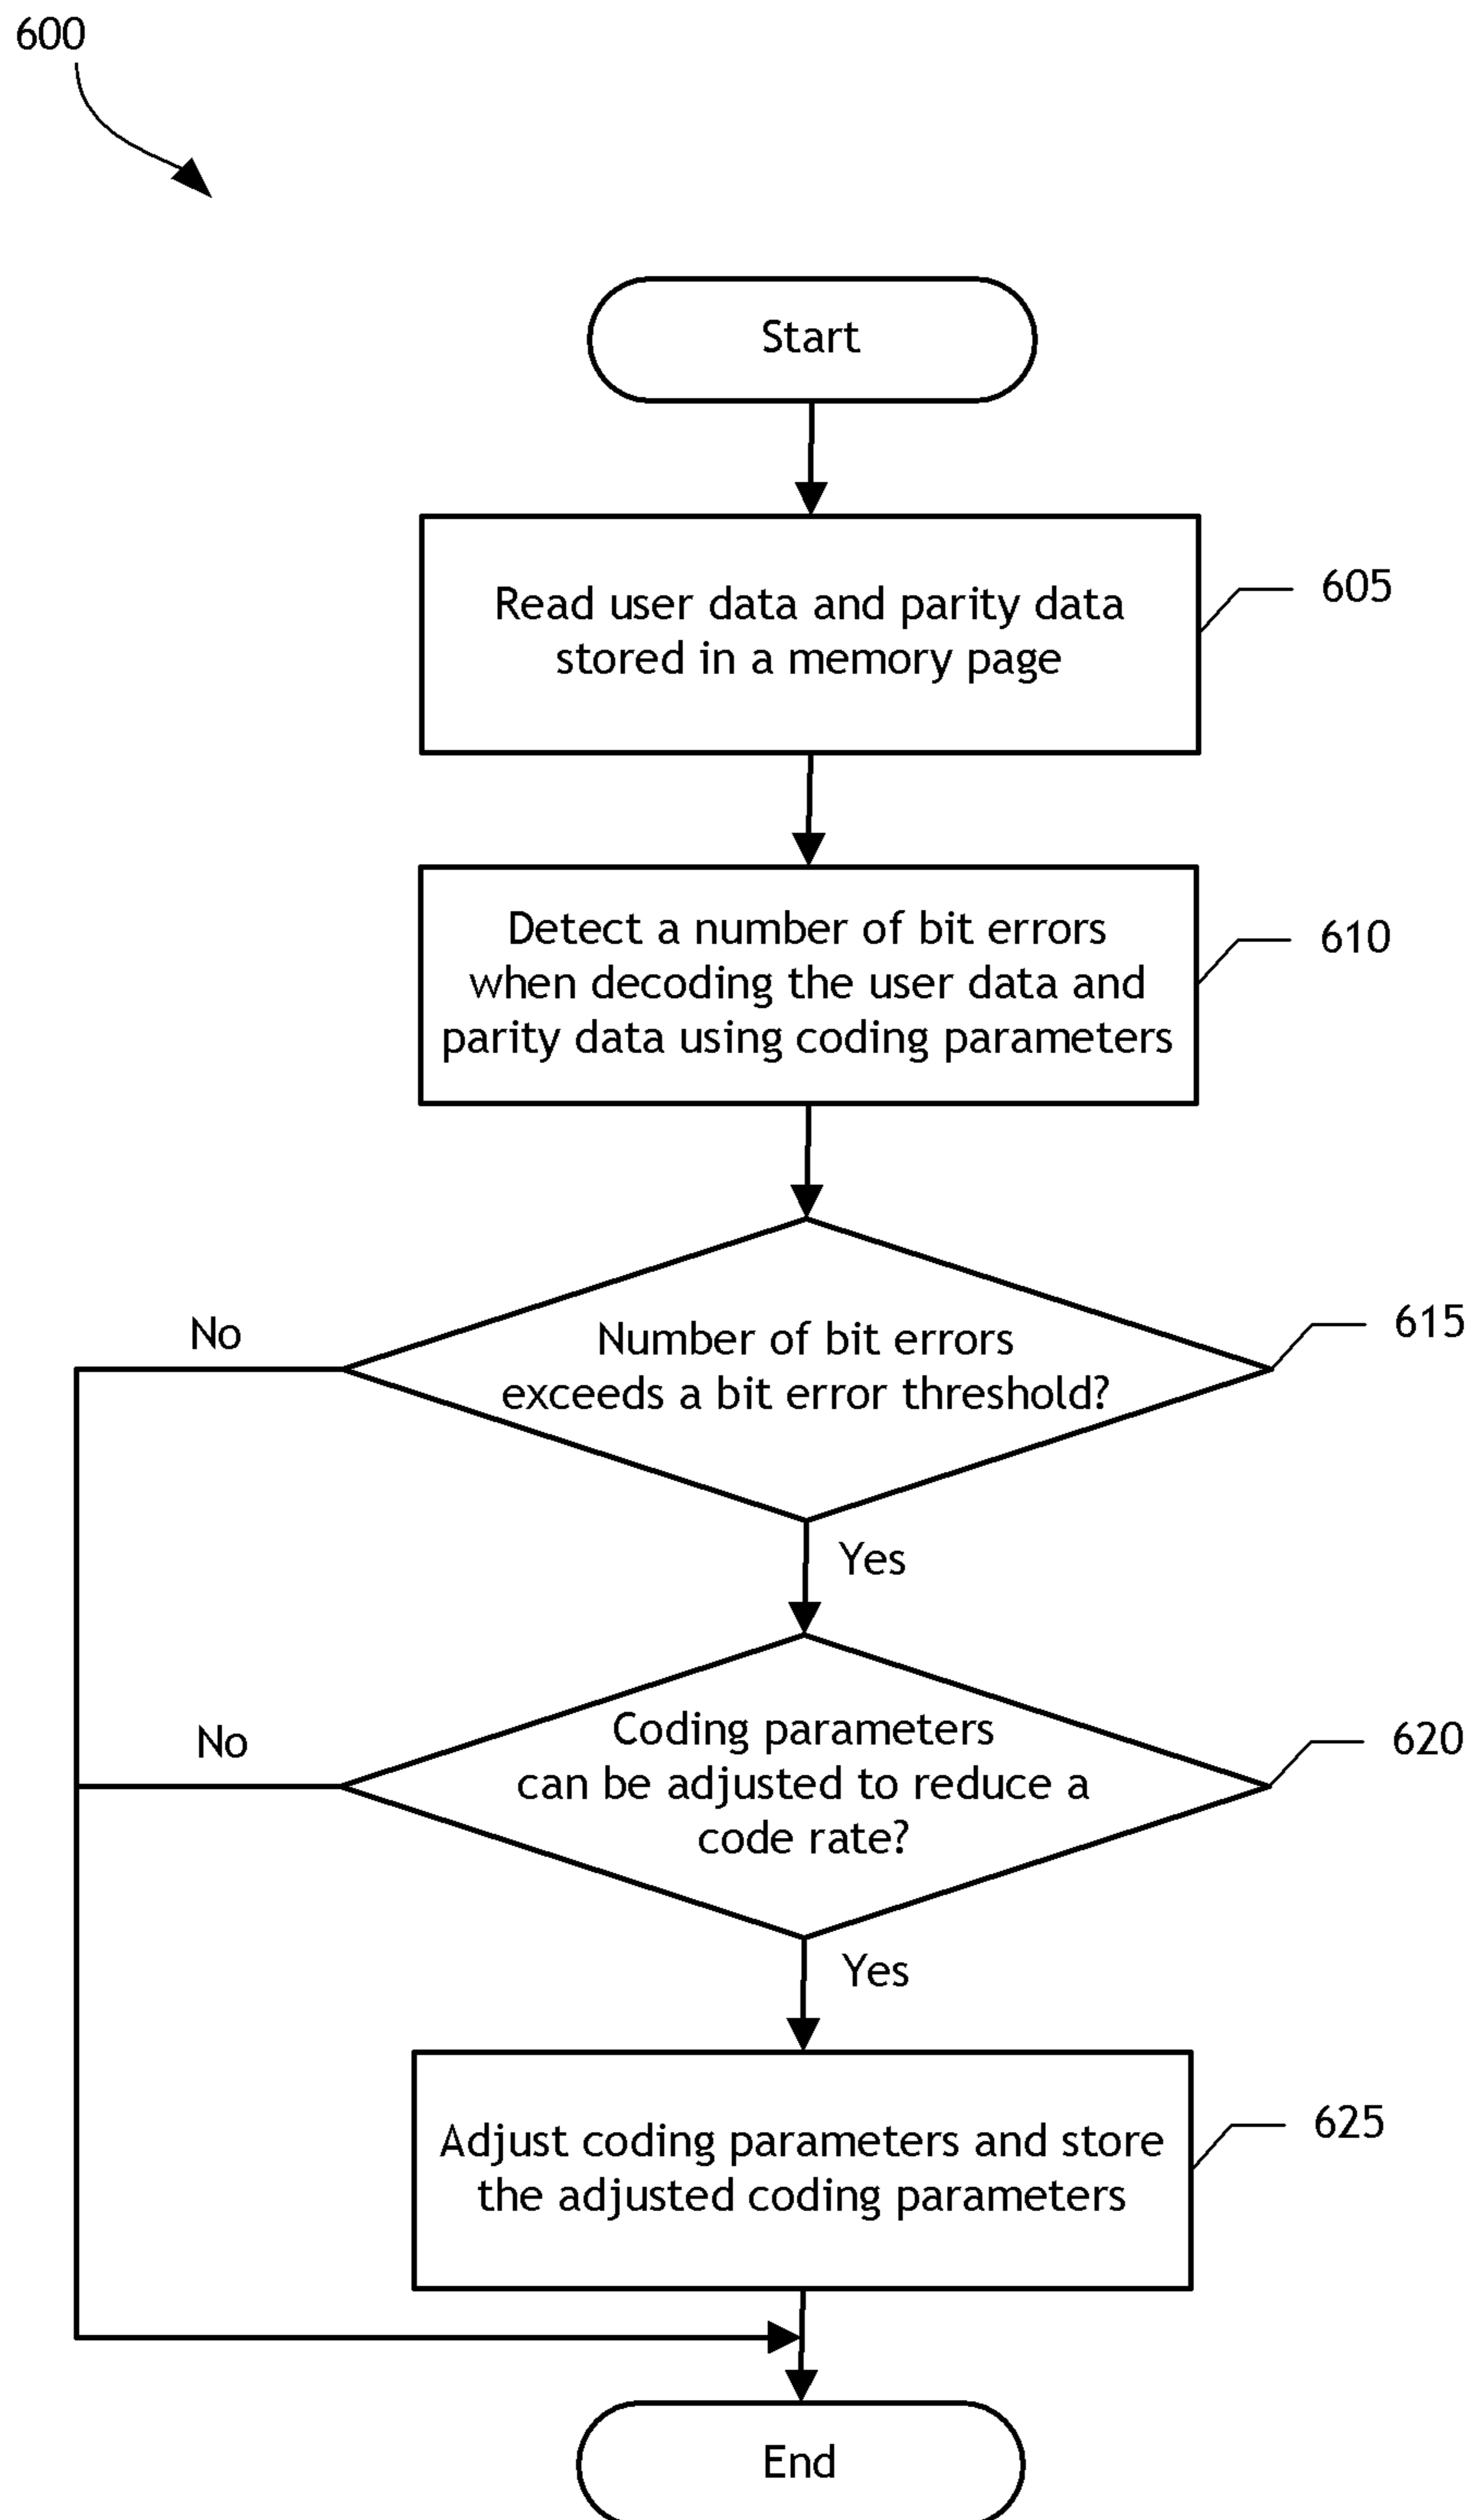 600
Start
Read user data and parity data
stored in a memory page
605
Detect a number of bit errors
when decoding the user data and
parity data using coding parameters
610
No
Number of bit errors
exceeds a bit error threshold?
615
Yes
No
Coding parameters
can be adjusted to reduce a
code rate?
620
Yes
Adjust coding parameters and store
the adjusted coding parameters
625
End